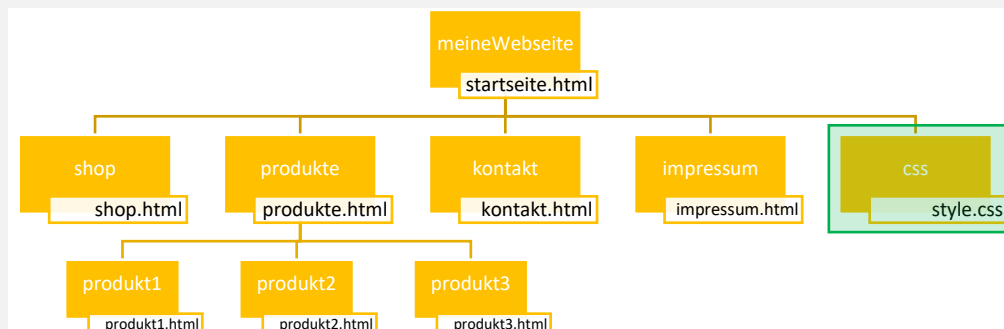 meineWebseite
startseite.html
shop
produkte
kontakt
impressum
css
shop.html
produkte.html
kontakt.html
impressum.html
style.css
produkt1
produkt2
produkt3
produkt1.html
produkt2.html
produkt3.html